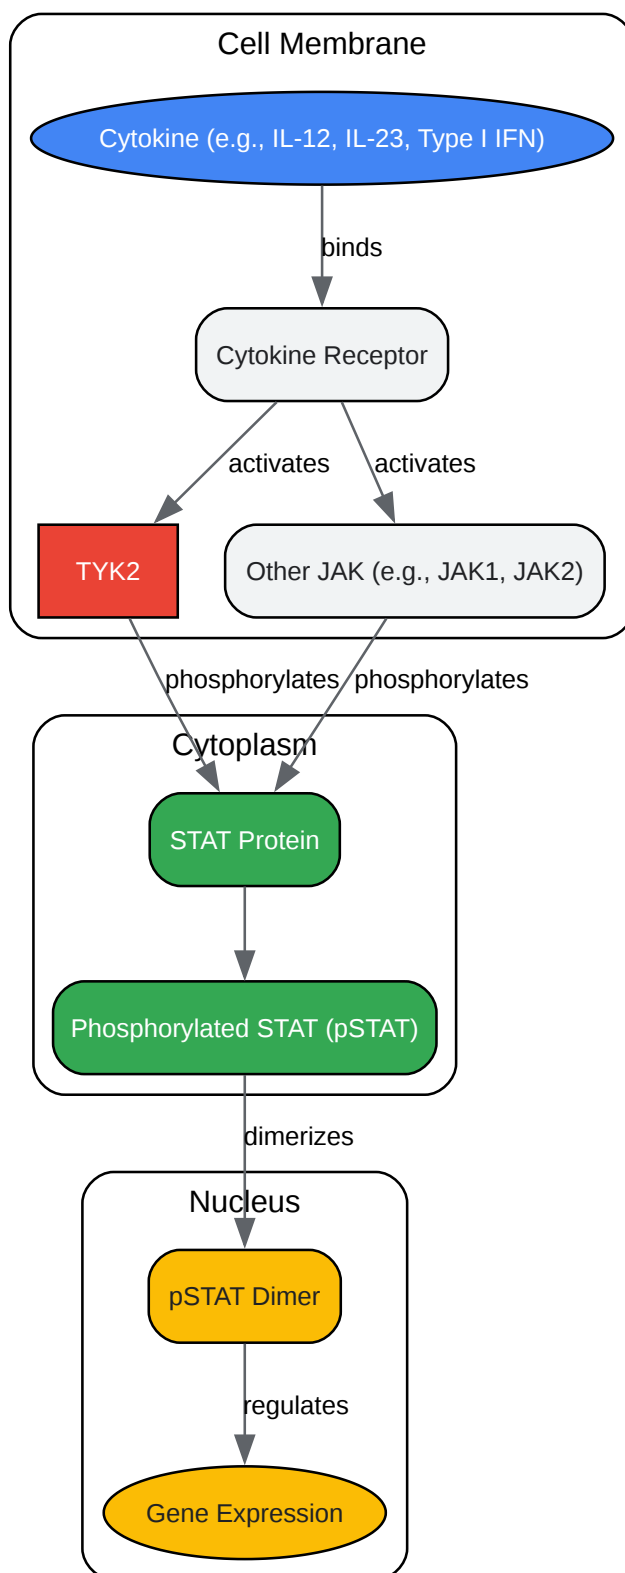 Cell Membrane
Cytokine (e.g., IL-12, IL-23, Type I IFN)
binds
Cytokine Receptor
activates
activates
TYK2
Other JAK (e.g., JAK1, JAK2)
phosphorylates
phosphorylates
Cytoplasm
STAT Protein
Phosphorylated STAT (pSTAT)
dimerizes
Nucleus
pSTAT Dimer
regulates
Gene Expression